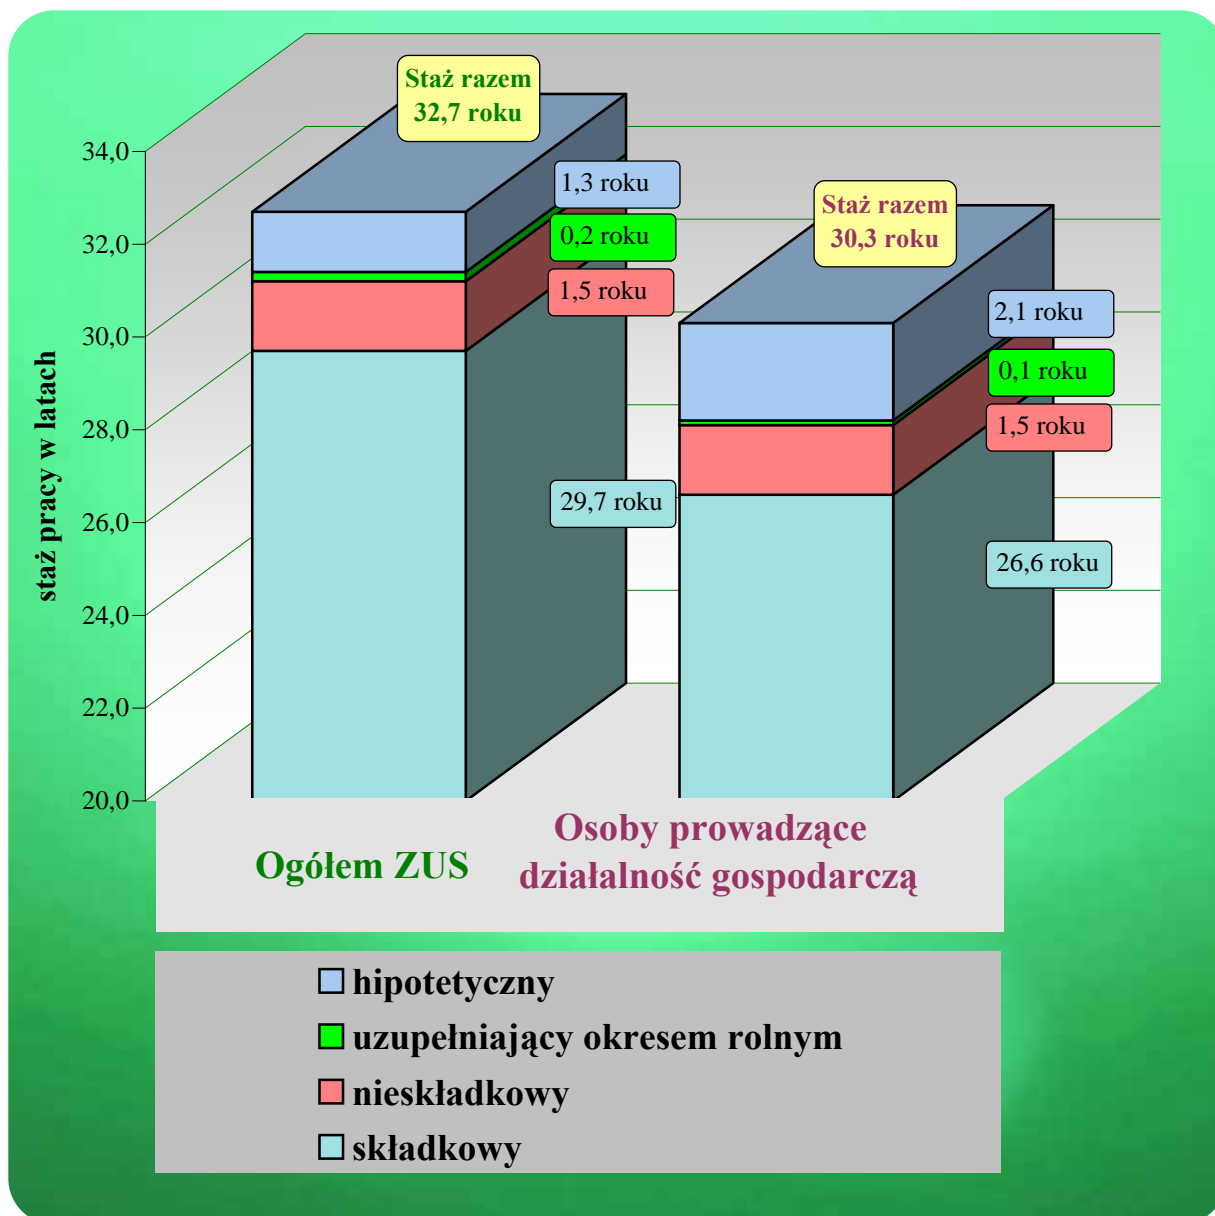 Staż razem
32,7 roku
1,3 roku
0,2 roku
1,5 roku
29,7 roku
Staż razem
30,3 roku
2,1 roku
0,1 roku
1,5 roku
26,6 roku
staż pracy w latach
34,0
32,0
30,0
28,0
26,0
24,0
22,0
20,0
Ogółem ZUS
Osoby prowadzące
działalność gospodarczą
hipotetyczny
uzupełniający okresem rolnym
nieskładkowy
składkowy